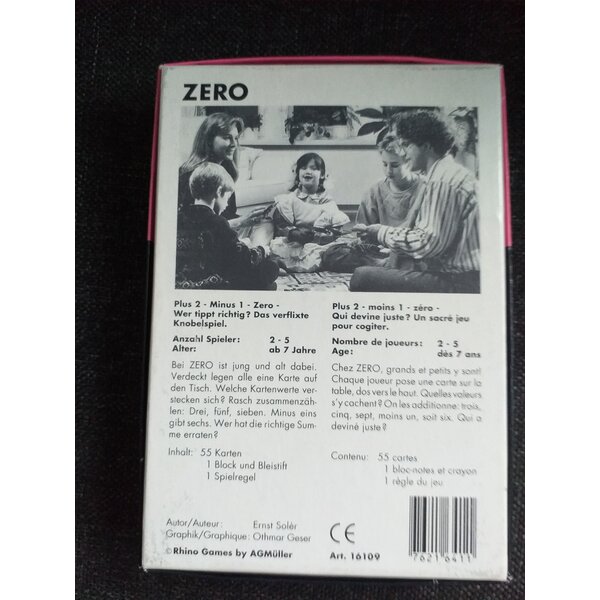 ZERO
Plus 2 - Minus 1 - Zero -
Wer tippt richtig? Das verflixte
Knobelspiel.
Anzahl Spieler: 2 - 5
Alter: ab 7 Jahre
Bei ZERO ist jung und alt dabei.
Verdeckt legen alle eine Karte auf
den Tisch. Welche Kartenwerte ver-
stecken sich? Rasch zusammenzäh-
len: Drei, fünf, sieben. Minus eins
gibt sechs. Wer hat die richtige Sum-
me erraten?
Inhalt: 55 Karten
1 Block und Bleistift
1 Spielregel
Plus 2 - moins 1 - zéro -
Qui devine juste? Un sacré jeu
pour cogiter.
Nombre de joueurs: 2 - 5
Age: dès 7 ans
Chez ZERO, grands et petits y sont!
Chaque joueur pose une carte sur la
table, dos vers le haut. Quelles valeurs
s'y cachent? On les additionne: trois,
cinq, sept, moins un, soit six. Qui a
deviné juste?
Contenu: 55 cartes
1 bloc-notes et crayon
1 règle du jeu
Autor/Auteur: Ernst Solèr
Graphik/Graphique: Othmar Geser
© Rhino Games by AGMüller
CE
Art. 16109
7621 6411